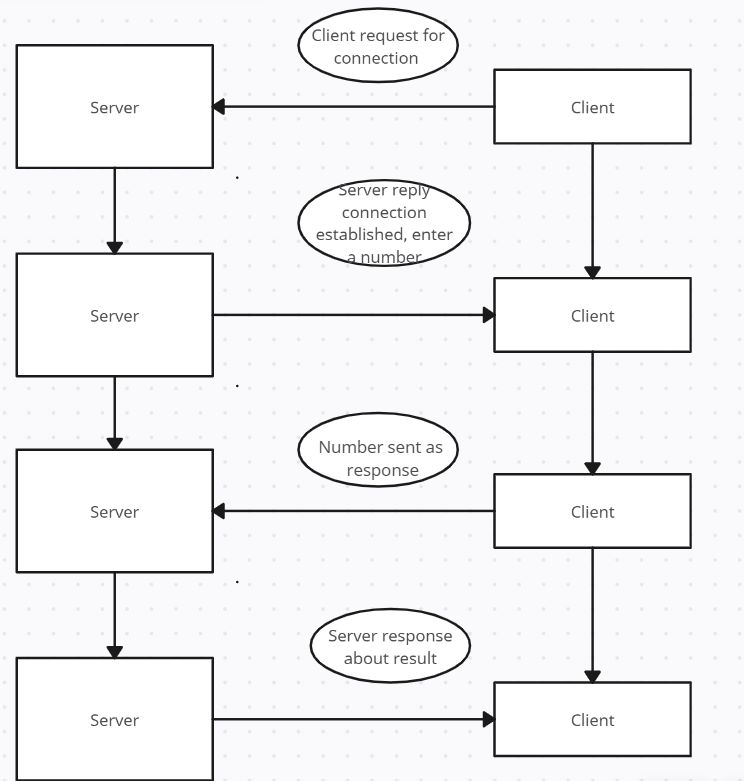 Client request for
connection
Server
Client
Server reply
connection
established, enter
a number
Server
Client
Number sent as
response
Server
Client
Server response
about result
Server
Client